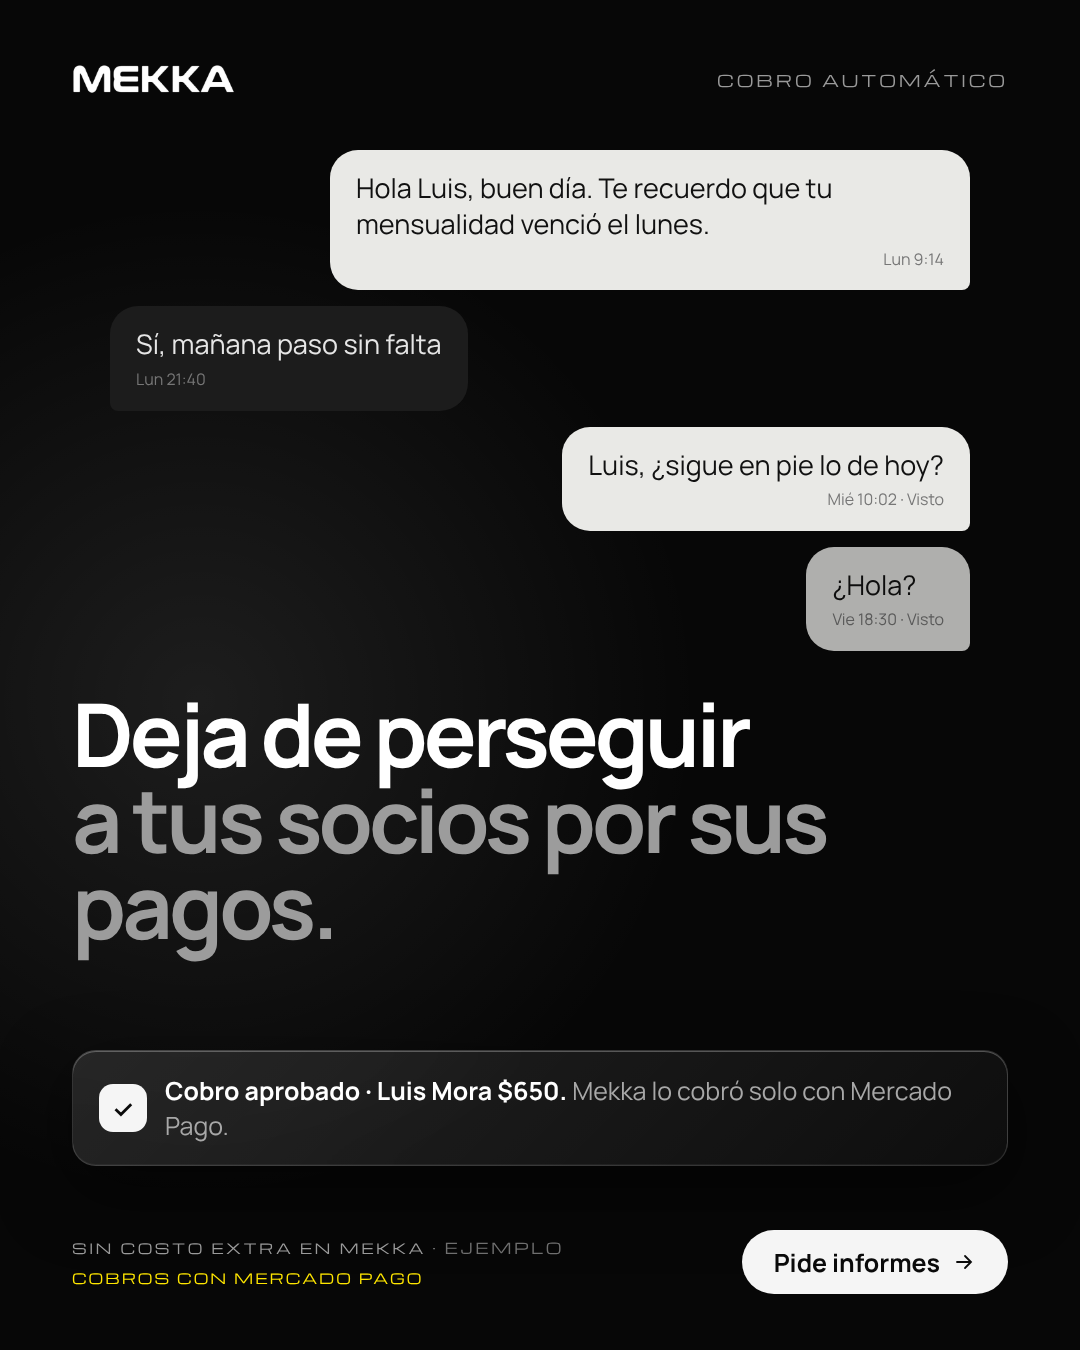 MEKKA
COBRO AUTOMÁTICO
Hola Luis, buen día. Te recuerdo que tu
mensualidad venció el lunes.
Lun 9:14
Sí, mañana paso sin falta
Lun 21:40
Luis, ¿sigue en pie lo de hoy?
Mié 10:02 · Visto
¿Hola?
Vie 18:30 · Visto
Deja de perseguir
a tus socios por sus
pagos.
Cobro aprobado · Luis Mora $650. Mekka lo cobró solo con Mercado
Pago.
SIN COSTO EXTRA EN MEKKA · EJEMPLO
COBROS CON MERCADO PAGO
Pide informes →